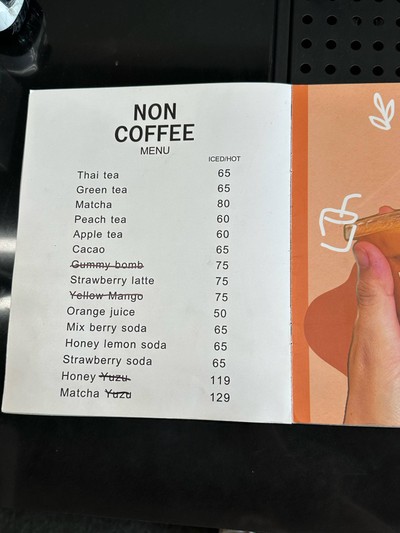 NON
COFFEE
MENU
ICED/HOT
Thai tea 65
Green tea 65
Matcha 80
Peach tea 60
Apple tea 60
Cacao 65
Gummy bomb 75
Strawberry latte 75
Yellow Mango 75
Orange juice 50
Mix berry soda 65
Honey lemon soda 65
Strawberry soda 65
Honey Yuzu 119
Matcha Yuzu 129